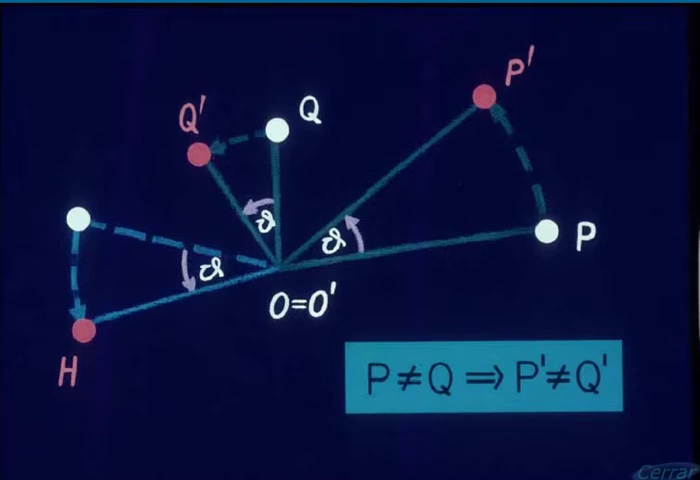 P'
Q'
Q
ϑ
ϑ
P
ϑ
O=O'
H
P≠Q ⇒ P'≠Q'
Cerrar